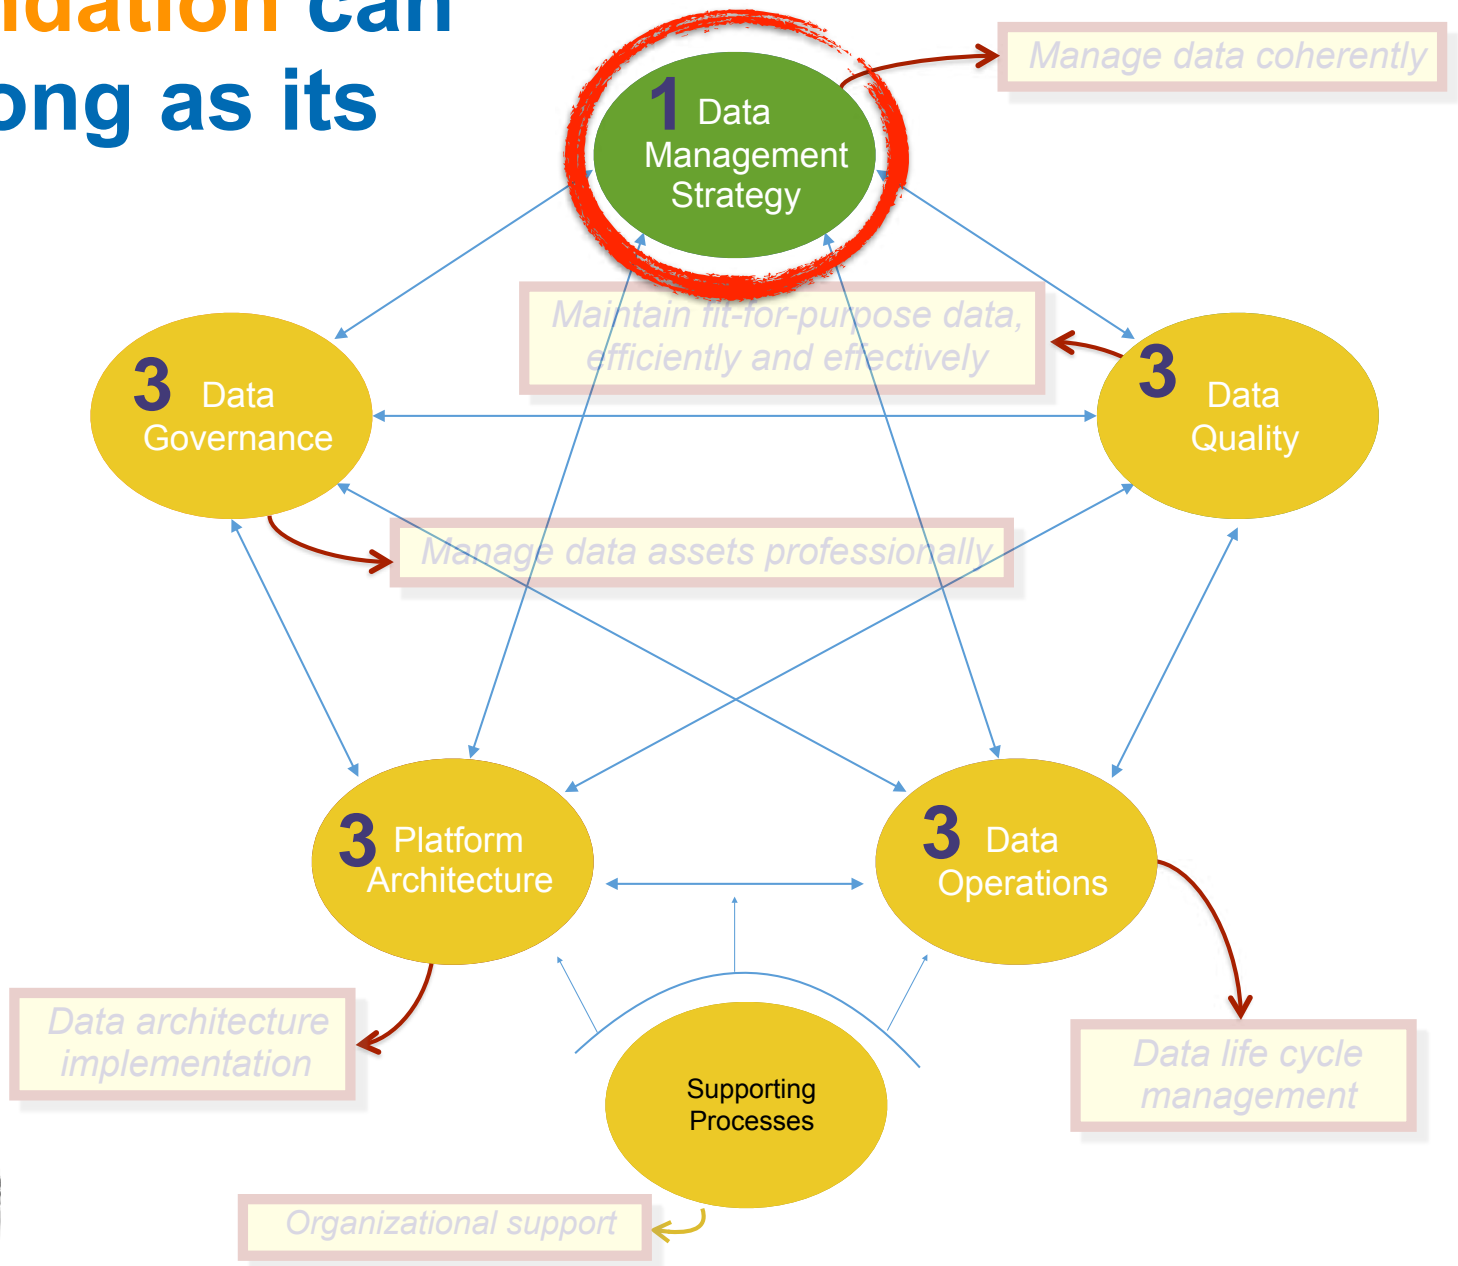 ndation can
ong as its
1 Data
Management
Strategy
Manage data coherently
Maintain fit-for-purpose data,
efficiently and effectively
3 Data
Governance
3 Data
Quality
Manage data assets professionally
3 Platform
Architecture
3 Data
Operations
Data architecture
implementation
Data life cycle
management
Supporting
Processes
Organizational support